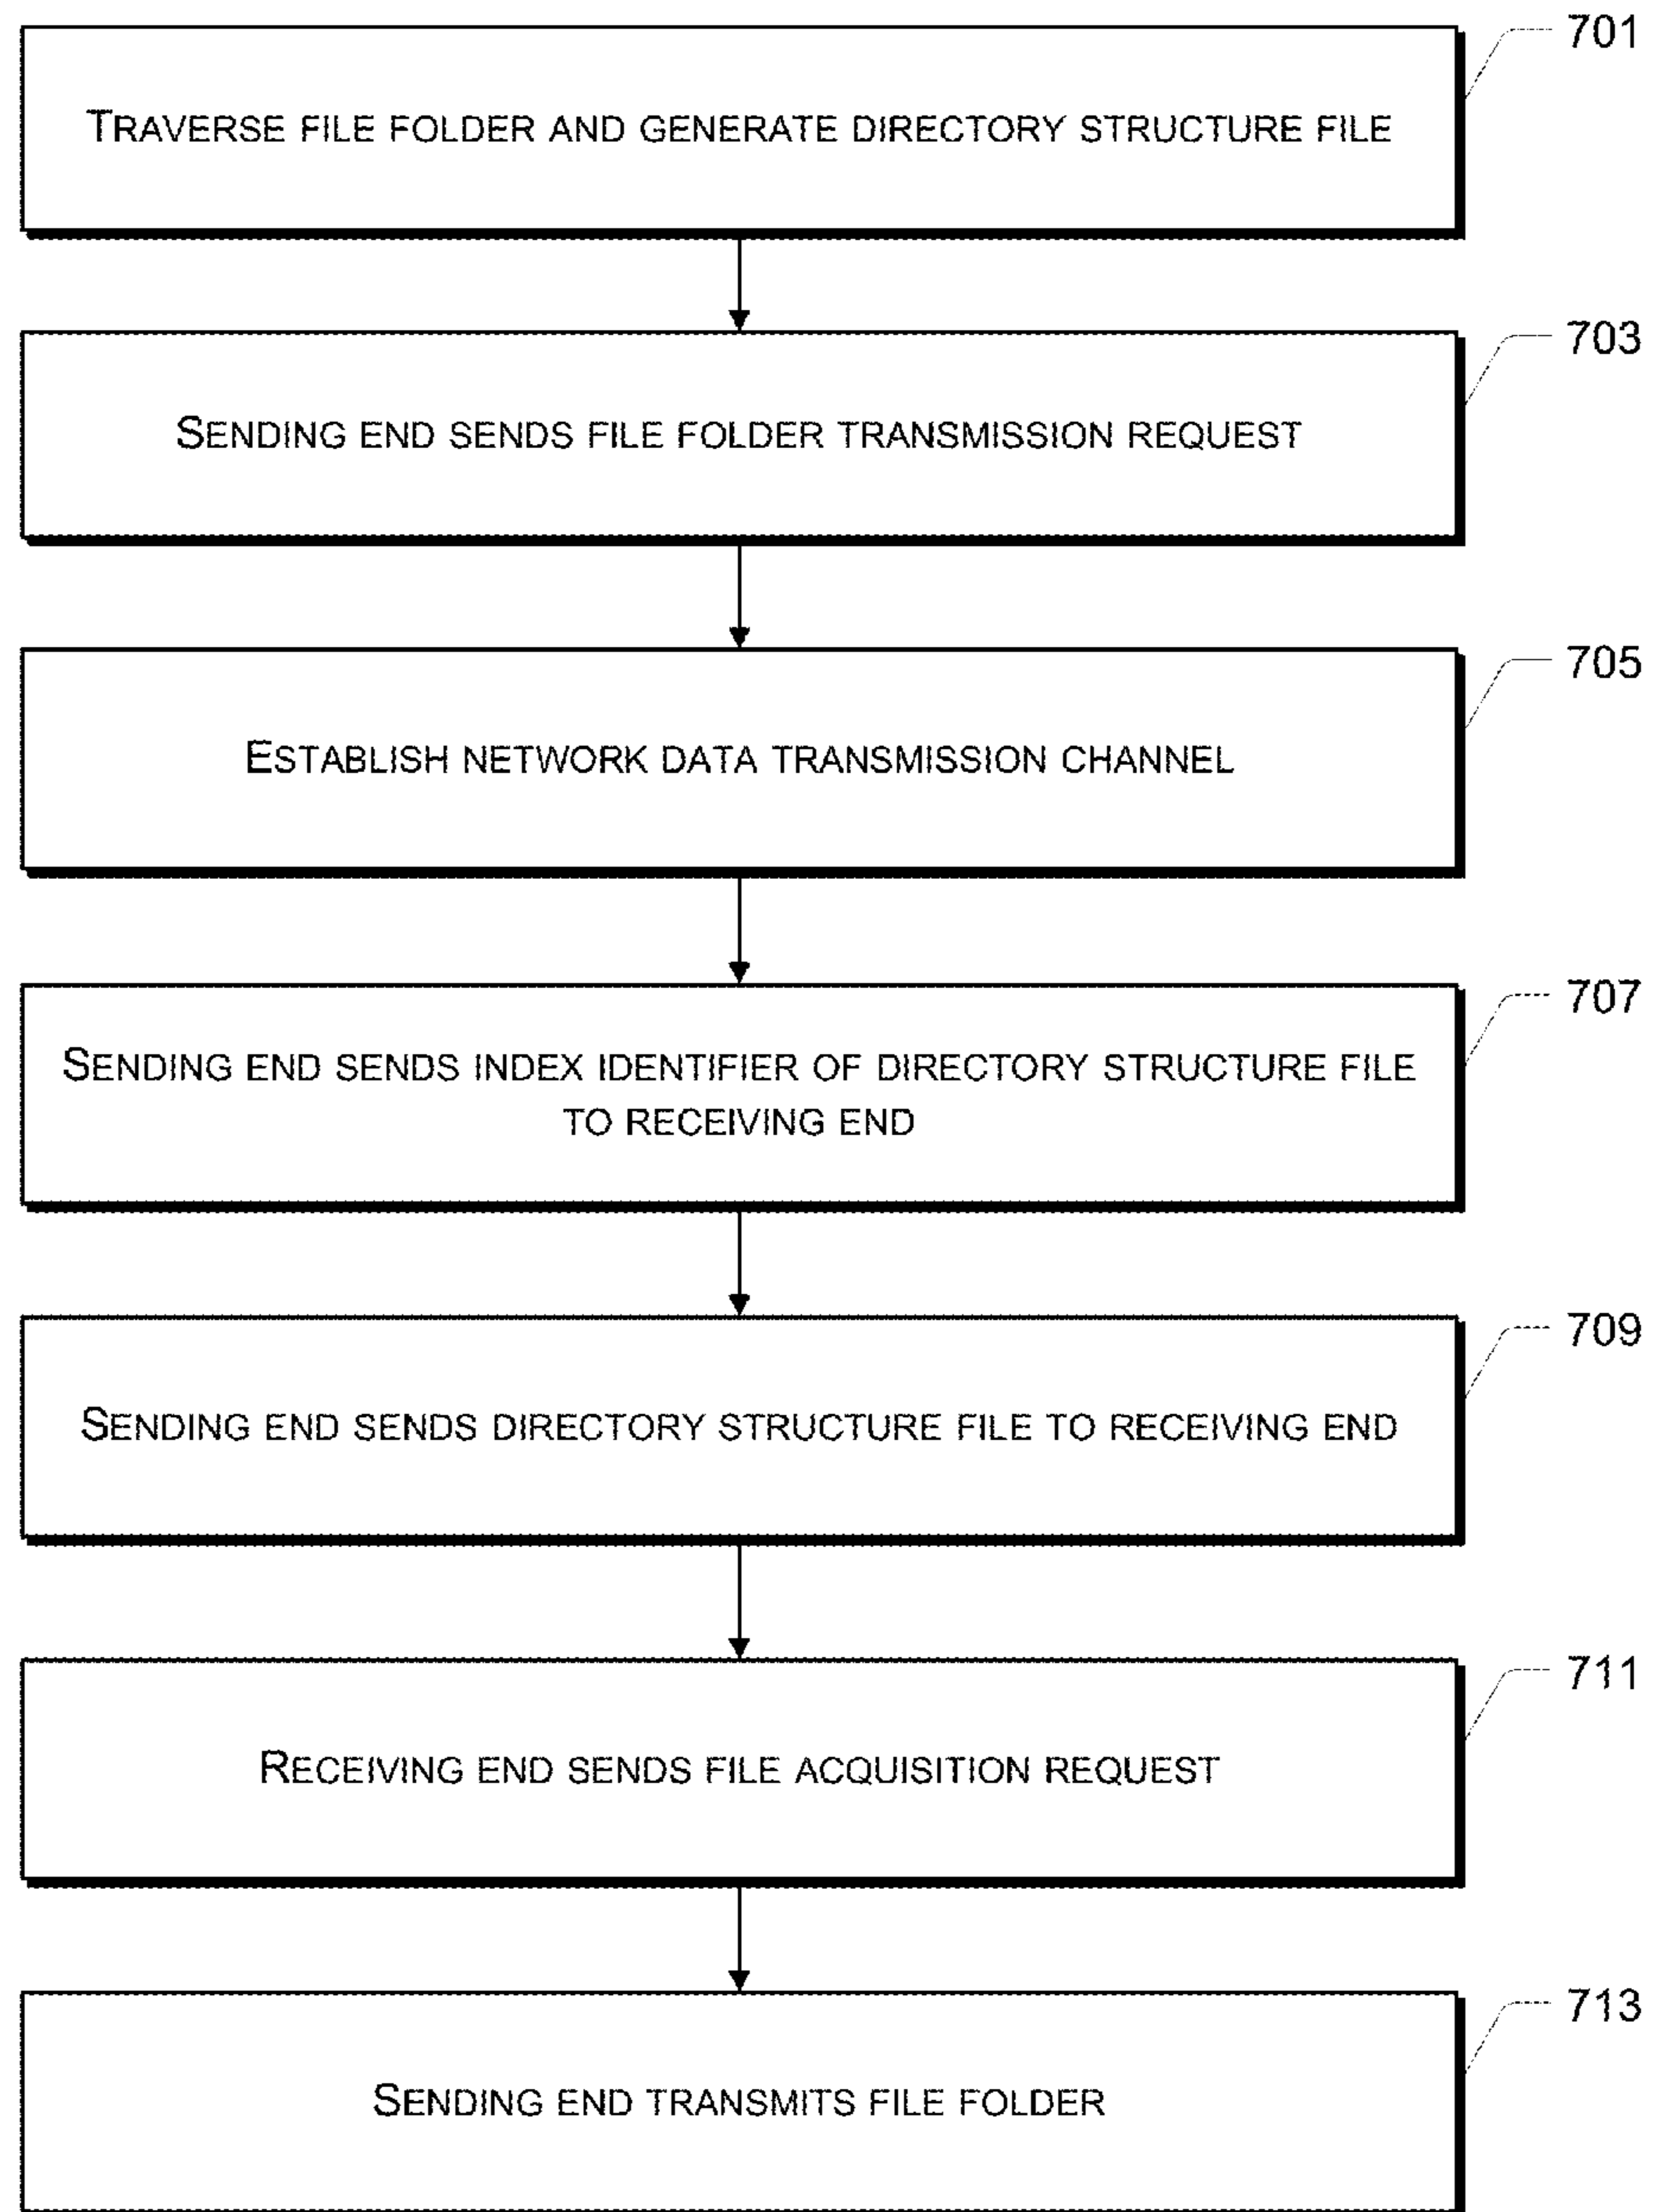 701
TRAVERSE FILE FOLDER AND GENERATE DIRECTORY STRUCTURE FILE
703
SENDING END SENDS FILE FOLDER TRANSMISSION REQUEST
705
ESTABLISH NETWORK DATA TRANSMISSION CHANNEL
707
SENDING END SENDS INDEX IDENTIFIER OF DIRECTORY STRUCTURE FILE
TO RECEIVING END
709
SENDING END SENDS DIRECTORY STRUCTURE FILE TO RECEIVING END
711
RECEIVING END SENDS FILE ACQUISITION REQUEST
713
SENDING END TRANSMITS FILE FOLDER